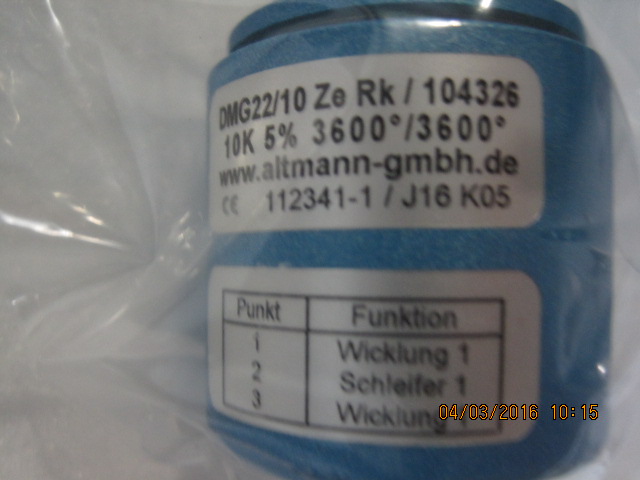 DMG22/10 Ze Rk / 104326
10K 5% 3600°/3600°
www.altmann-gmbh.de
CE 112341-1 / J16 K05
Punkt Funktion
1 Wicklung 1
2 Schleifer 1
3 Wicklung
04/03/2016 10:15